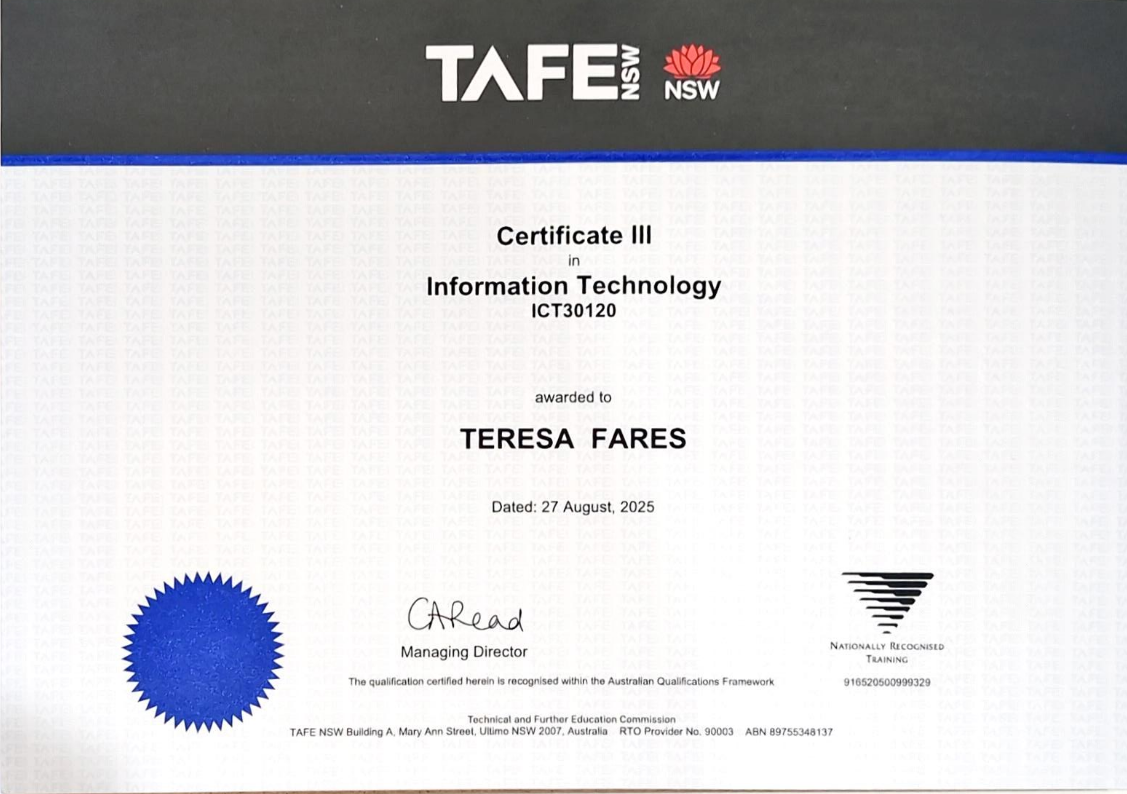 TAFE NSW NSW
Certificate III
in
Information Technology
ICT30120
awarded to
TERESA FARES
Dated: 27 August, 2025
CARead
Managing Director
NATIONALLY RECOGNISED
TRAINING
The qualification certified herein is recognised within the Australian Qualifications Framework
916520500999329
Technical and Further Education Commission
TAFE NSW Building A, Mary Ann Street, Ultimo NSW 2007, Australia RTO Provider No. 90003 ABN 89755348137